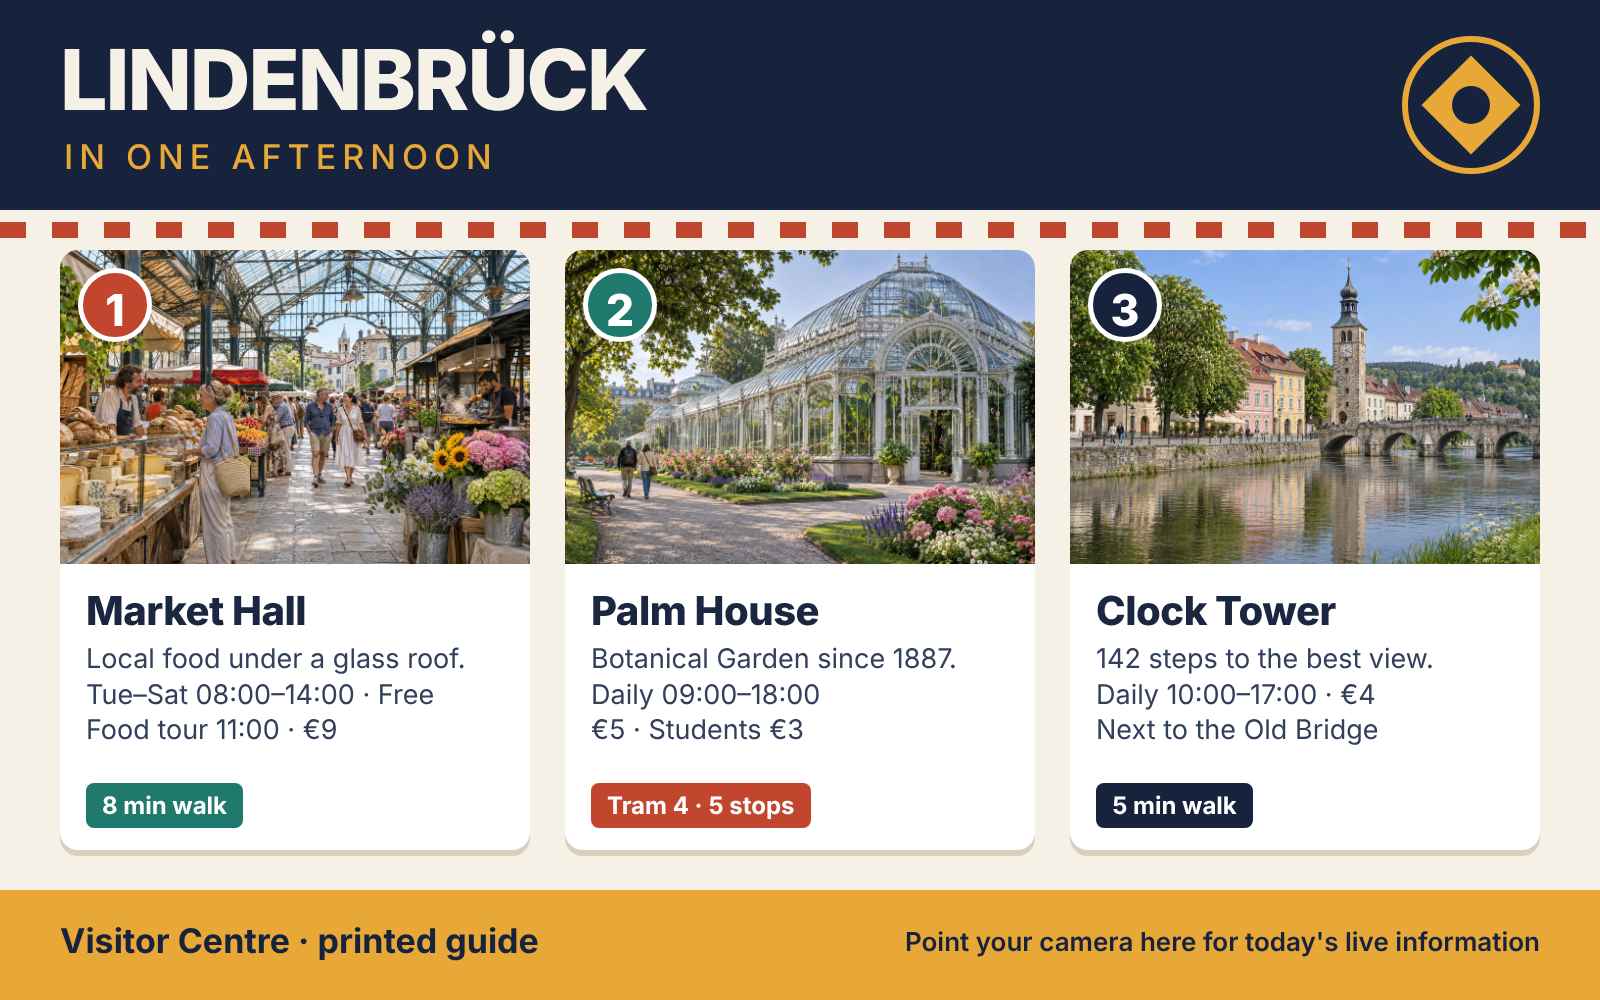 LINDENBRÜCK
IN ONE AFTERNOON
1
Market Hall
Local food under a glass roof.
Tue–Sat 08:00–14:00 · Free
Food tour 11:00 · €9
8 min walk
2
Palm House
Botanical Garden since 1887.
Daily 09:00–18:00
€5 · Students €3
Tram 4 · 5 stops
3
Clock Tower
142 steps to the best view.
Daily 10:00–17:00 · €4
Next to the Old Bridge
5 min walk
Visitor Centre · printed guide
Point your camera here for today's live information